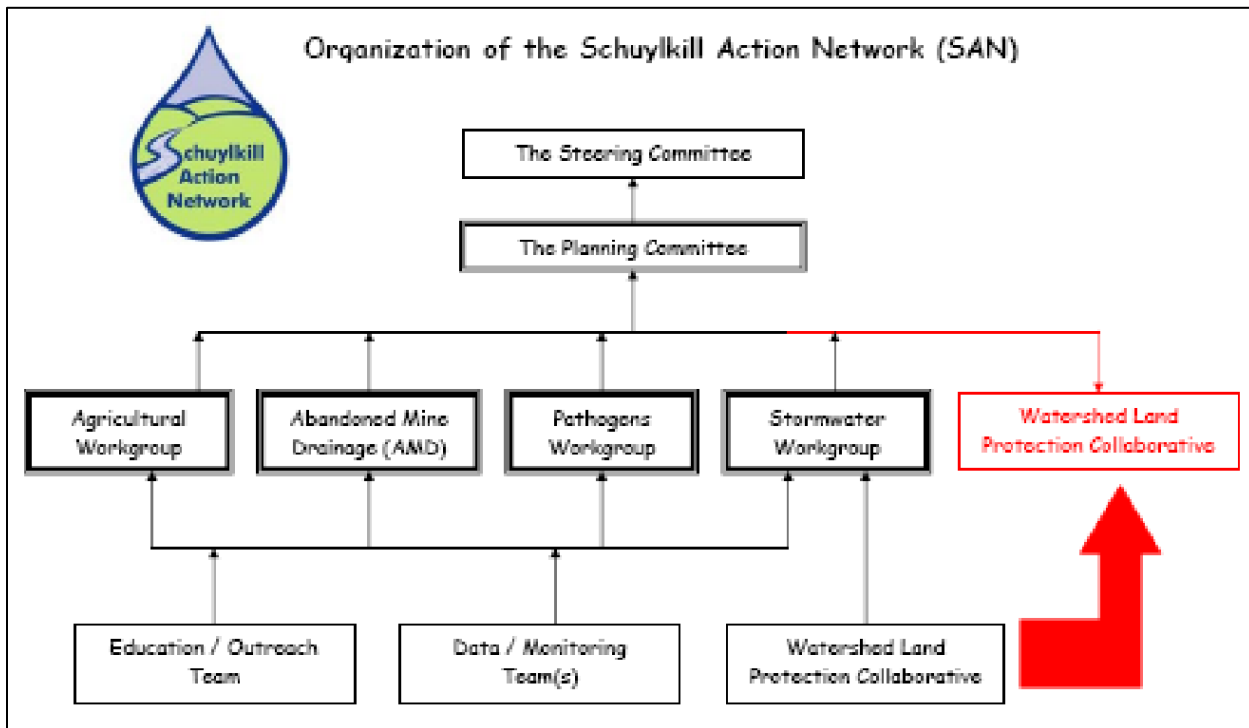 Organization of the Schuylkill Action Network (SAN)
Schuylkill
Action
Network
The Steering Committee
The Planning Committee
Agricultural
Workgroup
Abandoned Mine
Drainage (AMD)
Pathogens
Workgroup
Stormwater
Workgroup
Watershed Land
Protection Collaborative
Education / Outreach
Team
Data / Monitoring
Team(s)
Watershed Land
Protection Collaborative